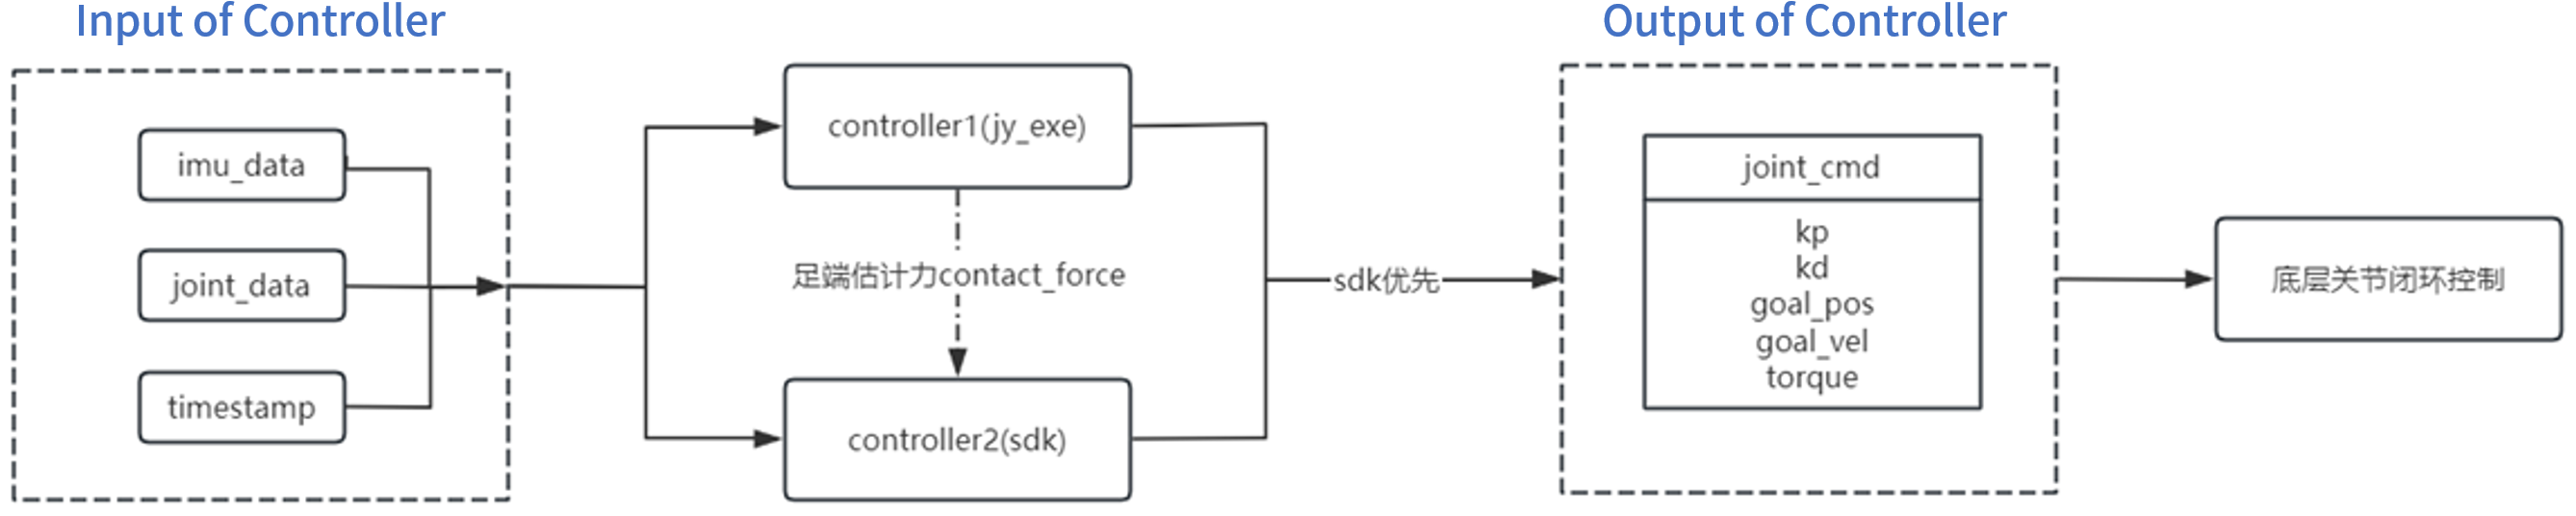 Input of Controller
imu_data
joint_data
timestamp
controller1(jy_exe)
足端估计力contact_force
controller2(sdk)
sdk优先
Output of Controller
joint_cmd
kp
kd
goal_pos
goal_vel
torque
底层关节闭环控制